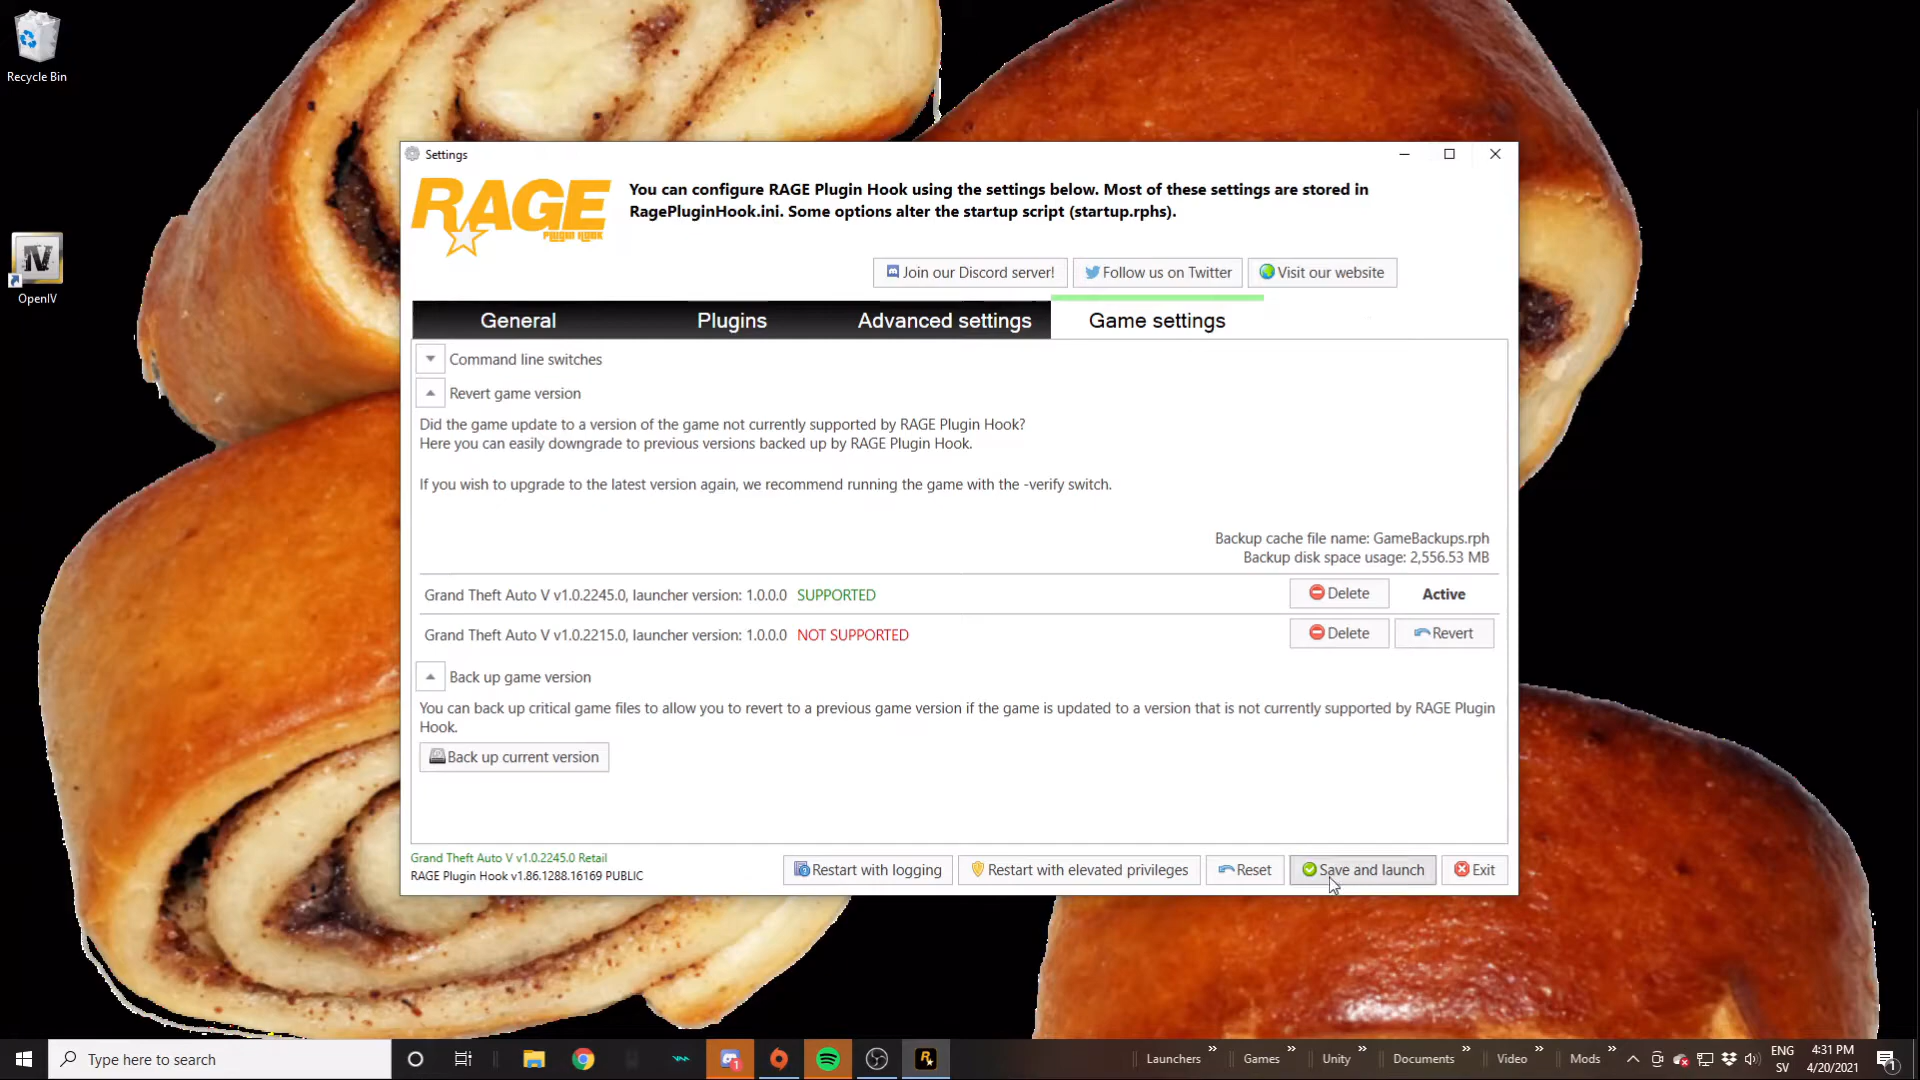 Recycle Bin
OpenIV
Settings
RAGE
PLUGIN HOOK
You can configure RAGE Plugin Hook using the settings below. Most of these settings are stored in
RagePluginHook.ini. Some options alter the startup script (startup.rphs).
Join our Discord server!
Follow us on Twitter
Visit our website
General
Plugins
Advanced settings
Game settings
Command line switches
Revert game version
Did the game update to a version of the game not currently supported by RAGE Plugin Hook?
Here you can easily downgrade to previous versions backed up by RAGE Plugin Hook.
If you wish to upgrade to the latest version again, we recommend running the game with the -verify switch.
Backup cache file name: GameBackups.rph
Backup disk space usage: 2,556.53 MB
Grand Theft Auto V v1.0.2245.0, launcher version: 1.0.0.0 SUPPORTED
Delete
Active
Grand Theft Auto V v1.0.2215.0, launcher version: 1.0.0.0 NOT SUPPORTED
Delete
Revert
Back up game version
You can back up critical game files to allow you to revert to a previous game version if the game is updated to a version that is not currently supported by RAGE Plugin
Hook.
Back up current version
Grand Theft Auto V v1.0.2245.0 Retail
RAGE Plugin Hook v1.86.1288.16169 PUBLIC
Restart with logging
Restart with elevated privileges
Reset
Save and launch
Exit
Type here to search
Launchers
Games
Unity
Documents
Video
Mods
ENG
SV
4:31 PM
4/20/2021